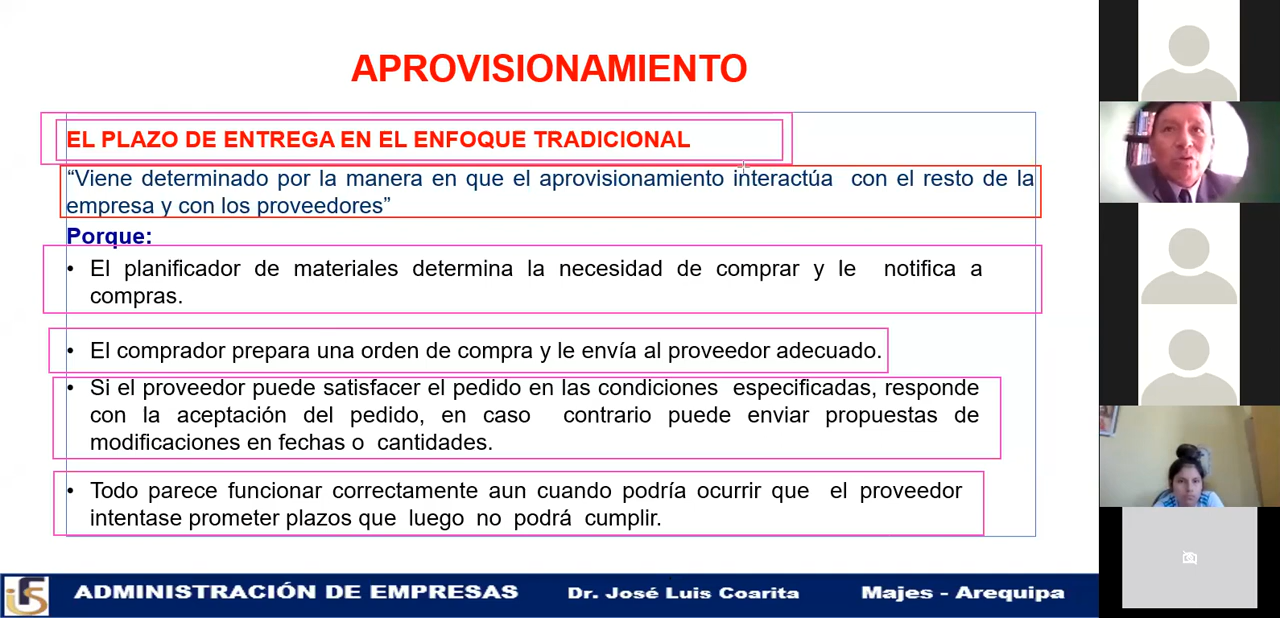 APROVISIONAMIENTO
EL PLAZO DE ENTREGA EN EL ENFOQUE TRADICIONAL
“Viene determinado por la manera en que el aprovisionamiento interactúa con el resto de la
empresa y con los proveedores”
Porque:
• El planificador de materiales determina la necesidad de comprar y le notifica a
compras.
• El comprador prepara una orden de compra y le envía al proveedor adecuado.
• Si el proveedor puede satisfacer el pedido en las condiciones especificadas, responde
con la aceptación del pedido, en caso contrario puede enviar propuestas de
modificaciones en fechas o cantidades.
• Todo parece funcionar correctamente aun cuando podría ocurrir que el proveedor
intentase prometer plazos que luego no podrá cumplir.
ADMINISTRACIÓN DE EMPRESAS Dr. José Luis Coarita Majes - Arequipa